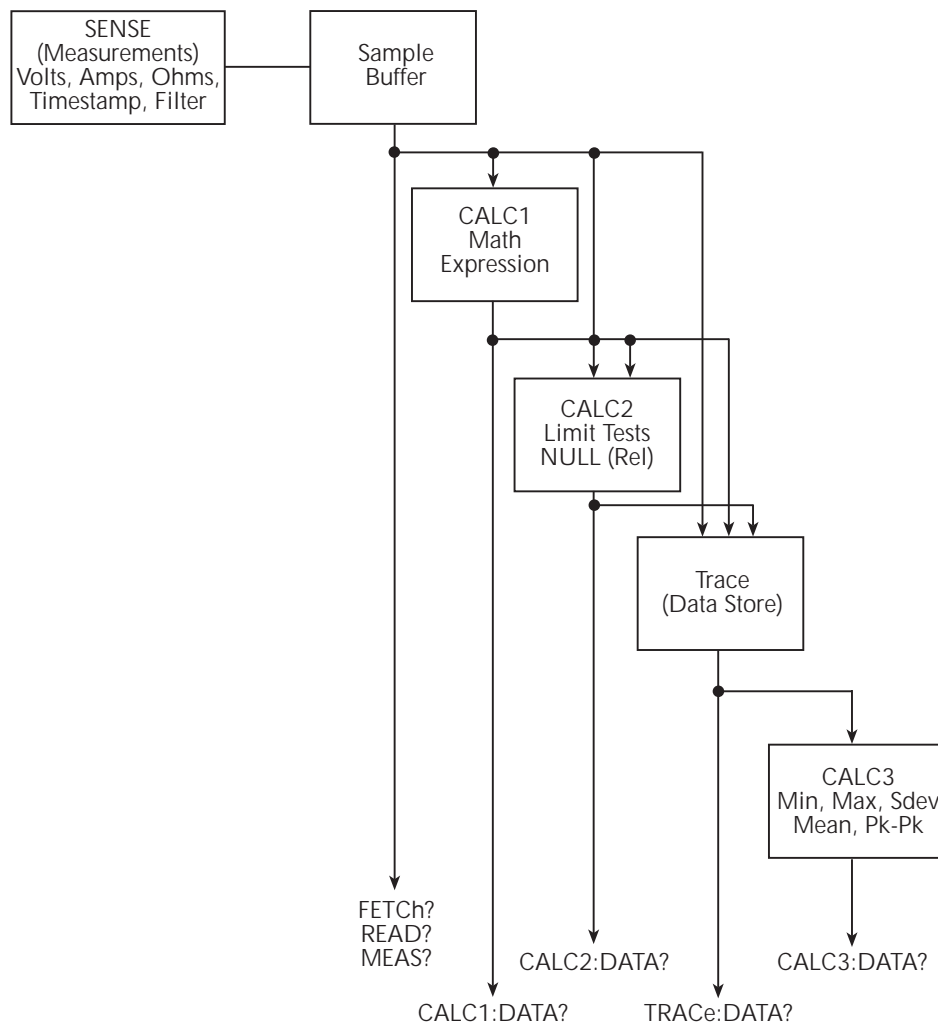 SENSE
(Measurements)
Volts, Amps, Ohms,
Timestamp, Filter
Sample
Buffer
CALC1
Math
Expression
CALC2
Limit Tests
NULL (Rel)
Trace
(Data Store)
CALC3
Min, Max, Sdev
Mean, Pk-Pk
FETCh?
READ?
MEAS?
CALC2:DATA?
CALC3:DATA?
CALC1:DATA?
TRACe:DATA?